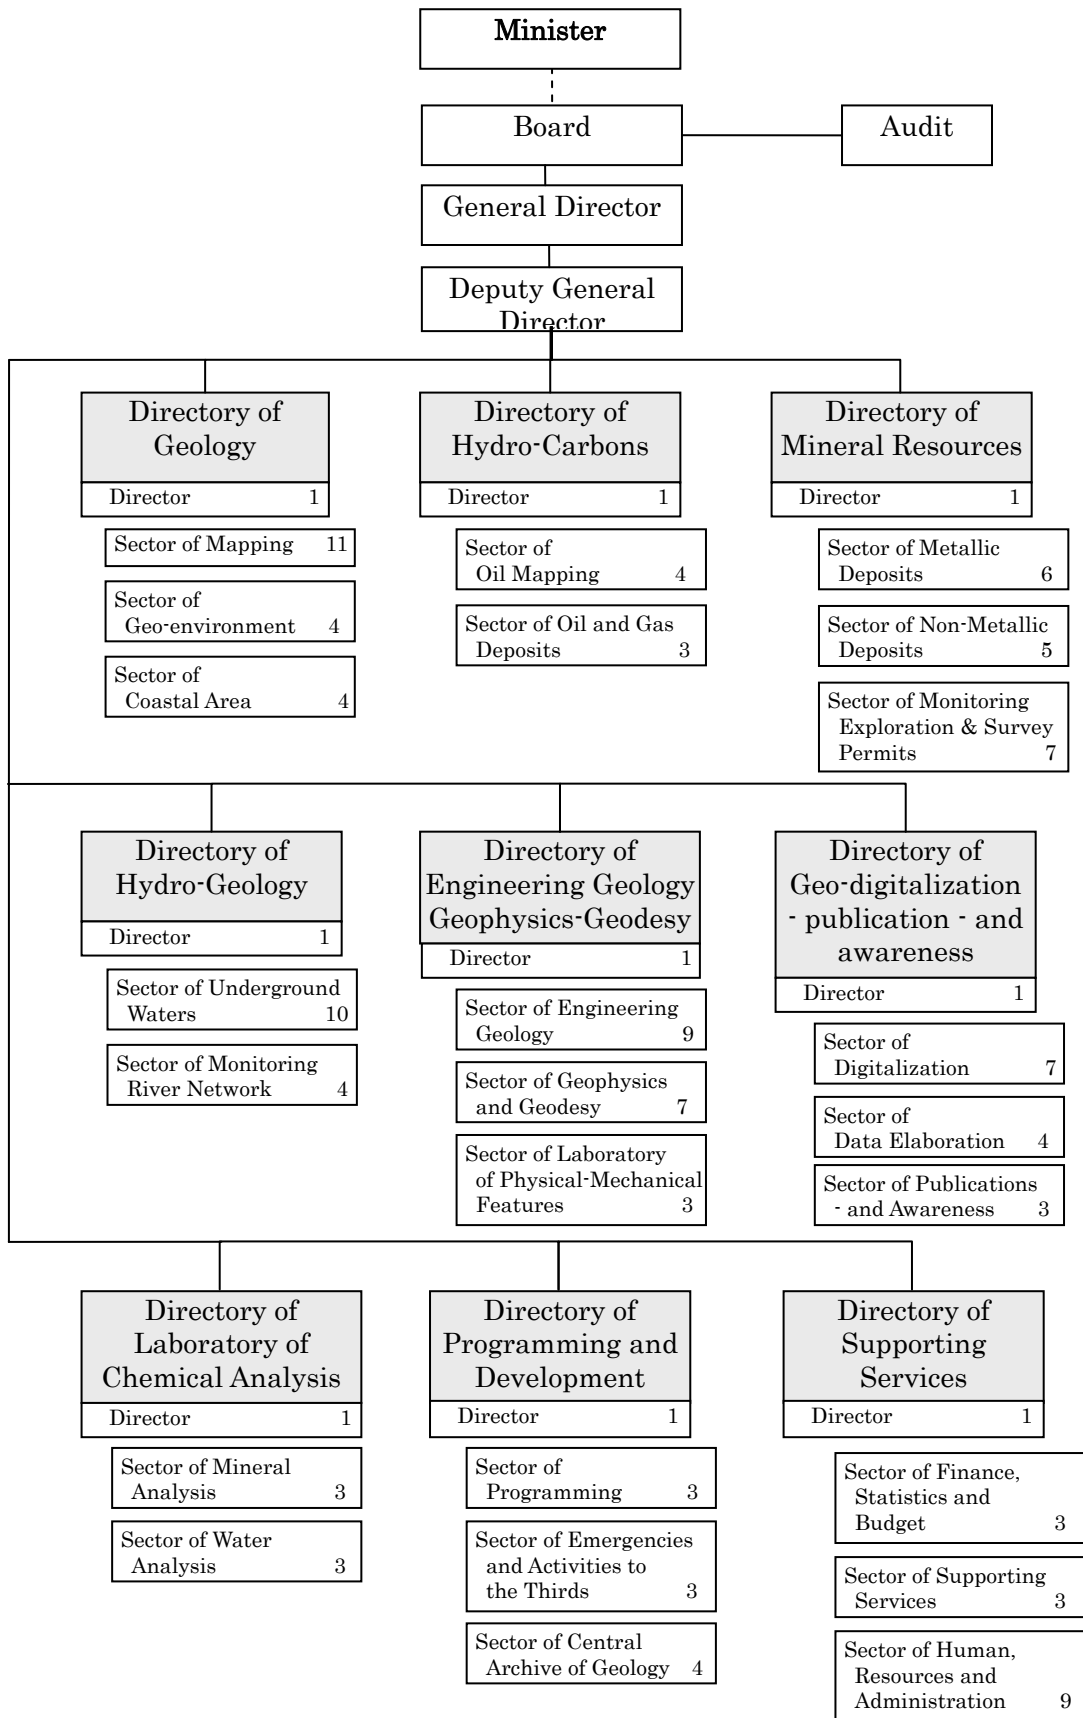 Minister
Board
Audit
General Director
Deputy General
Director
Directory of
Geology
Director 1
Sector of Mapping 11
Sector of
Geo-environment 4
Sector of
Coastal Area 4
Directory of
Hydro-Carbons
Director 1
Sector of
Oil Mapping 4
Sector of Oil and Gas
Deposits 3
Directory of
Mineral Resources
Director 1
Sector of Metallic
Deposits 6
Sector of Non-Metallic
Deposits 5
Sector of Monitoring
Exploration & Survey
Permits 7
Directory of
Hydro-Geology
Director 1
Sector of Underground
Waters 10
Sector of Monitoring
River Network 4
Directory of
Engineering Geology
Geophysics-Geodesy
Director 1
Sector of Engineering
Geology 9
Sector of Geophysics
and Geodesy 7
Sector of Laboratory
of Physical-Mechanical
Features 3
Directory of
Geo-digitalization
- publication - and
awareness
Director 1
Sector of
Digitalization 7
Sector of
Data Elaboration 4
Sector of Publications
- and Awareness 3
Directory of
Laboratory of
Chemical Analysis
Director 1
Sector of Mineral
Analysis 3
Sector of Water
Analysis 3
Directory of
Programming and
Development
Director 1
Sector of
Programming 3
Sector of Emergencies
and Activities to
the Thirds 3
Sector of Central
Archive of Geology 4
Directory of
Supporting
Services
Director 1
Sector of Finance,
Statistics and
Budget 3
Sector of Supporting
Services 3
Sector of Human,
Resources and
Administration 9